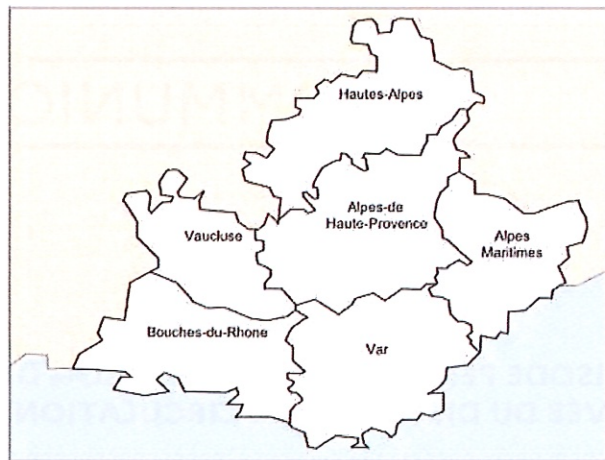 Hautes-Alpes
Alpes-de
Haute-Provence
Vaucluse
Alpes
Maritimes
Bouches-du-Rhone
Var